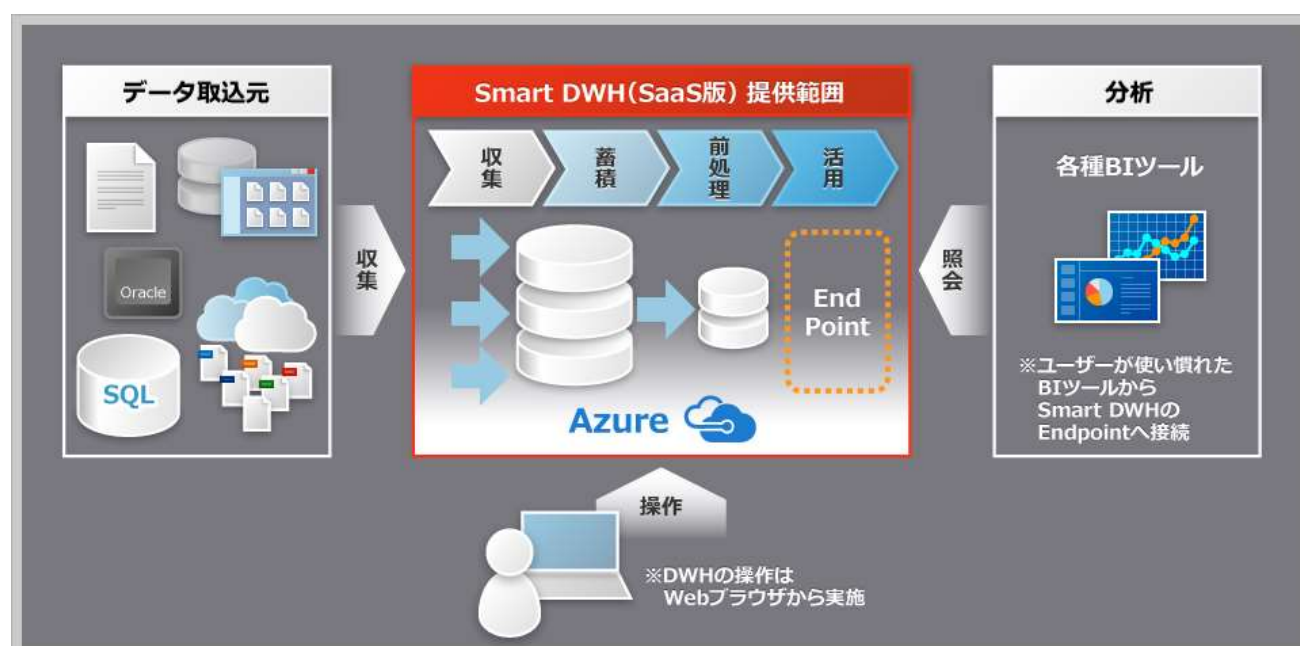 データ取込元
Oracle
SQL
収集
Smart DWH(SaaS版) 提供範囲
収集
蓄積
前処理
活用
End
Point
Azure
照会
分析
各種BIツール
※ユーザーが使い慣れた
BIツールから
Smart DWHの
Endpointへ接続
操作
※DWHの操作は
Webブラウザから実施